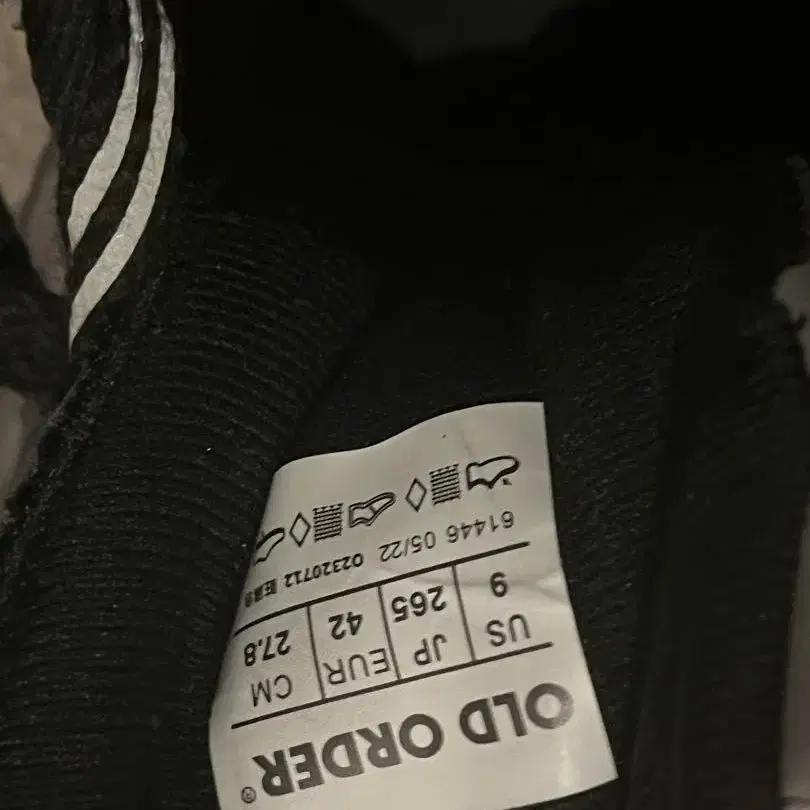 OLD ORDER®
US JP EUR CM
9 265 42 27.8
61446 05/22 02320712